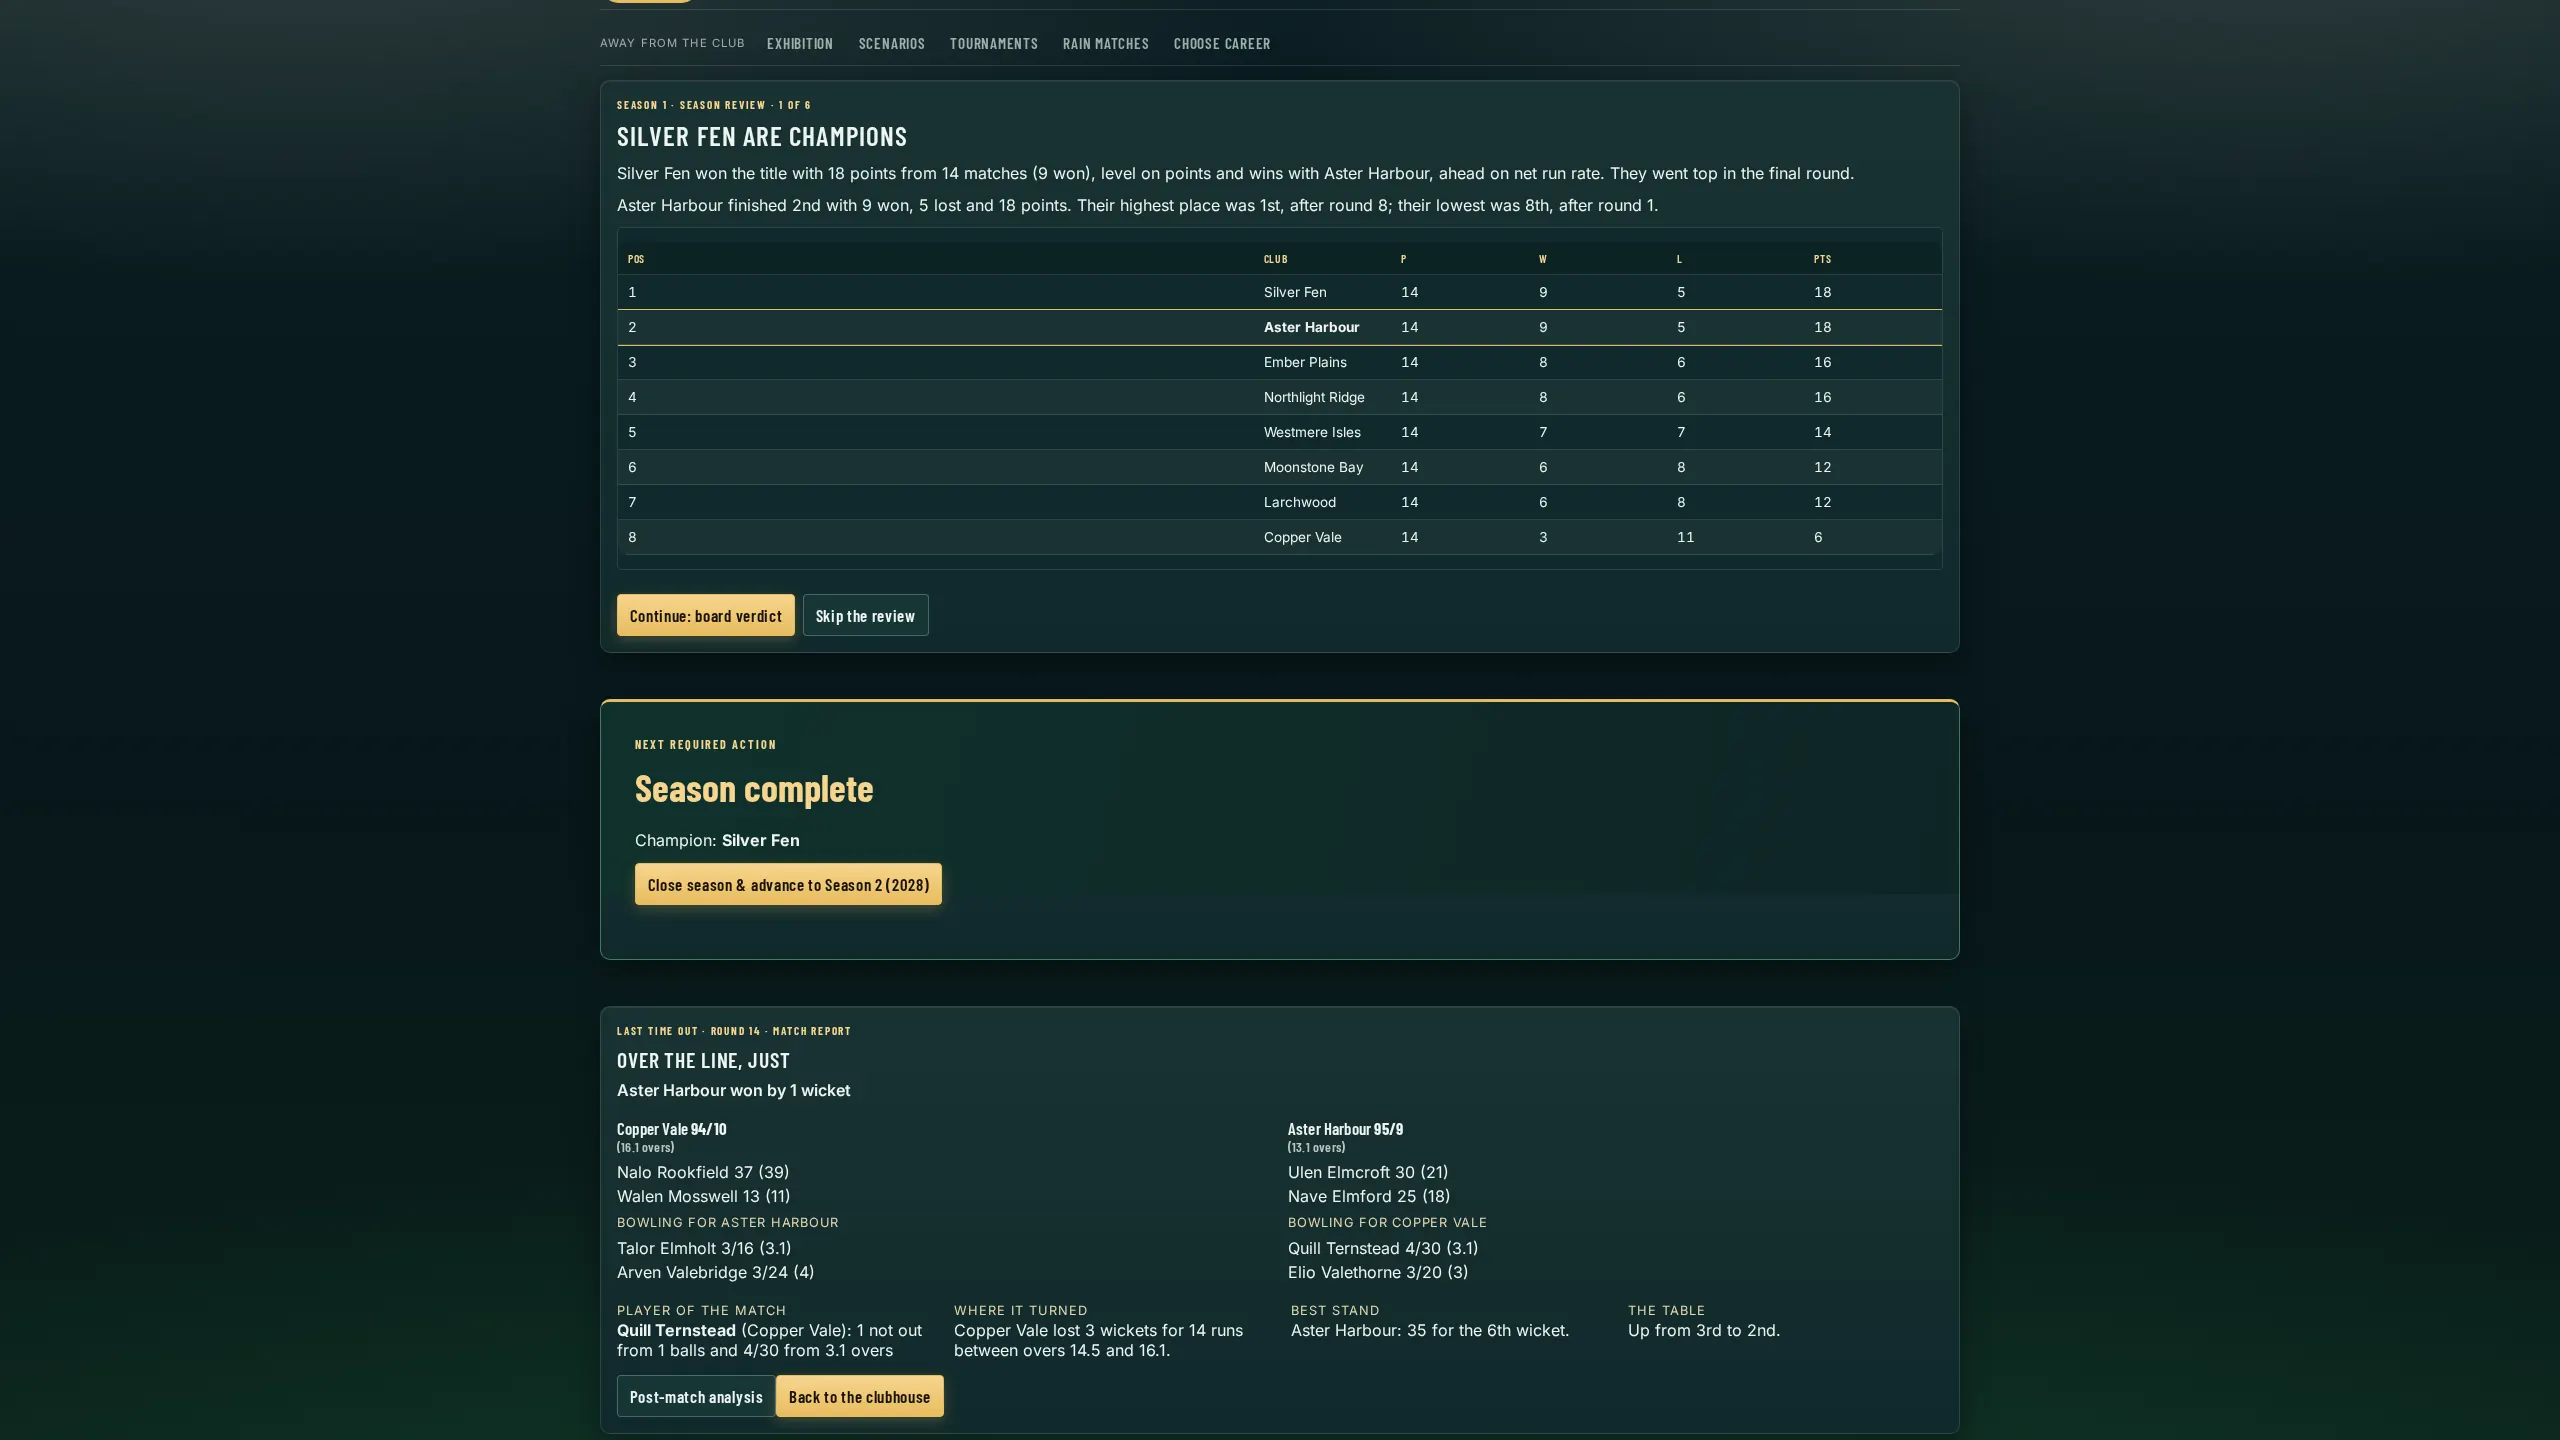 AWAY FROM THE CLUB EXHIBITION SCENARIOS TOURNAMENTS RAIN MATCHES CHOOSE CAREER
SEASON 1 · SEASON REVIEW · 1 OF 6
SILVER FEN ARE CHAMPIONS
Silver Fen won the title with 18 points from 14 matches (9 won), level on points and wins with Aster Harbour, ahead on net run rate. They went top in the final round.
Aster Harbour finished 2nd with 9 won, 5 lost and 18 points. Their highest place was 1st, after round 8; their lowest was 8th, after round 1.
POS CLUB P W L PTS
1 Silver Fen 14 9 5 18
2 Aster Harbour 14 9 5 18
3 Ember Plains 14 8 6 16
4 Northlight Ridge 14 8 6 16
5 Westmere Isles 14 7 7 14
6 Moonstone Bay 14 6 8 12
7 Larchwood 14 6 8 12
8 Copper Vale 14 3 11 6
Continue: board verdict Skip the review
NEXT REQUIRED ACTION
Season complete
Champion: Silver Fen
Close season & advance to Season 2 (2028)
LAST TIME OUT · ROUND 14 · MATCH REPORT
OVER THE LINE, JUST
Aster Harbour won by 1 wicket
Copper Vale 94/10
(16.1 overs)
Nalo Rookfield 37 (39)
Walen Mosswell 13 (11)
BOWLING FOR ASTER HARBOUR
Talor Elmholt 3/16 (3.1)
Arven Valebridge 3/24 (4)
Aster Harbour 95/9
(13.1 overs)
Ulen Elmcroft 30 (21)
Nave Elmford 25 (18)
BOWLING FOR COPPER VALE
Quill Ternstead 4/30 (3.1)
Elio Valethorne 3/20 (3)
PLAYER OF THE MATCH
Quill Ternstead (Copper Vale): 1 not out
from 1 balls and 4/30 from 3.1 overs
WHERE IT TURNED
Copper Vale lost 3 wickets for 14 runs
between overs 14.5 and 16.1.
BEST STAND
Aster Harbour: 35 for the 6th wicket.
THE TABLE
Up from 3rd to 2nd.
Post-match analysis Back to the clubhouse